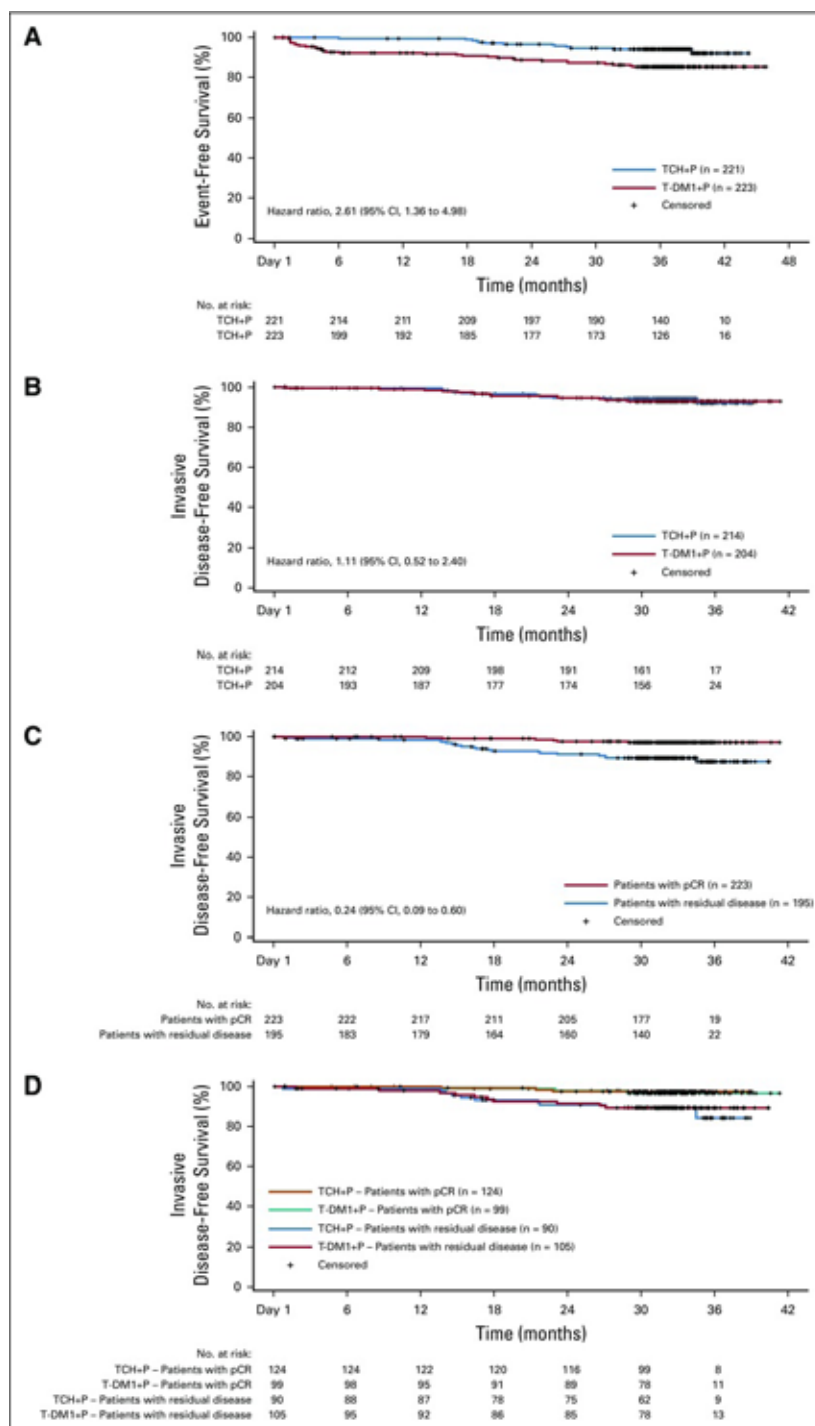 A
Event-Free Survival (%)
100
80
60
40
20
0
TCH+P (n = 221)
T-DM1+P (n = 223)
+ Censored
Hazard ratio, 2.61 (95% CI, 1.36 to 4.98)
Day 1 6 12 18 24 30 36 42 48
Time (months)
No. at risk:
TCH+P 221 214 211 209 197 190 140 10
TCH+P 223 199 192 185 177 173 126 16
B
Invasive
Disease-Free Survival (%)
100
80
60
40
20
0
TCH+P (n = 214)
T-DM1+P (n = 204)
+ Censored
Hazard ratio, 1.11 (95% CI, 0.52 to 2.40)
Day 1 6 12 18 24 30 36 42
Time (months)
No. at risk:
TCH+P 214 212 209 198 191 161 17
TCH+P 204 193 187 177 174 156 24
C
Invasive
Disease-Free Survival (%)
100
80
60
40
20
0
Patients with pCR (n = 223)
Patients with residual disease (n = 195)
+ Censored
Hazard ratio, 0.24 (95% CI, 0.09 to 0.60)
Day 1 6 12 18 24 30 36 42
Time (months)
No. at risk:
Patients with pCR 223 222 217 211 205 177 19
Patients with residual disease 195 183 179 164 160 140 22
D
Invasive
Disease-Free Survival (%)
100
80
60
40
20
0
TCH+P – Patients with pCR (n = 124)
T-DM1+P – Patients with pCR (n = 99)
TCH+P – Patients with residual disease (n = 90)
T-DM1+P – Patients with residual disease (n = 105)
+ Censored
Day 1 6 12 18 24 30 36 42
Time (months)
No. at risk:
TCH+P – Patients with pCR 124 124 122 120 116 99 8
T-DM1+P – Patients with pCR 99 98 95 91 89 78 11
TCH+P – Patients with residual disease 90 88 87 78 75 62 9
T-DM1+P – Patients with residual disease 105 95 92 86 85 78 13